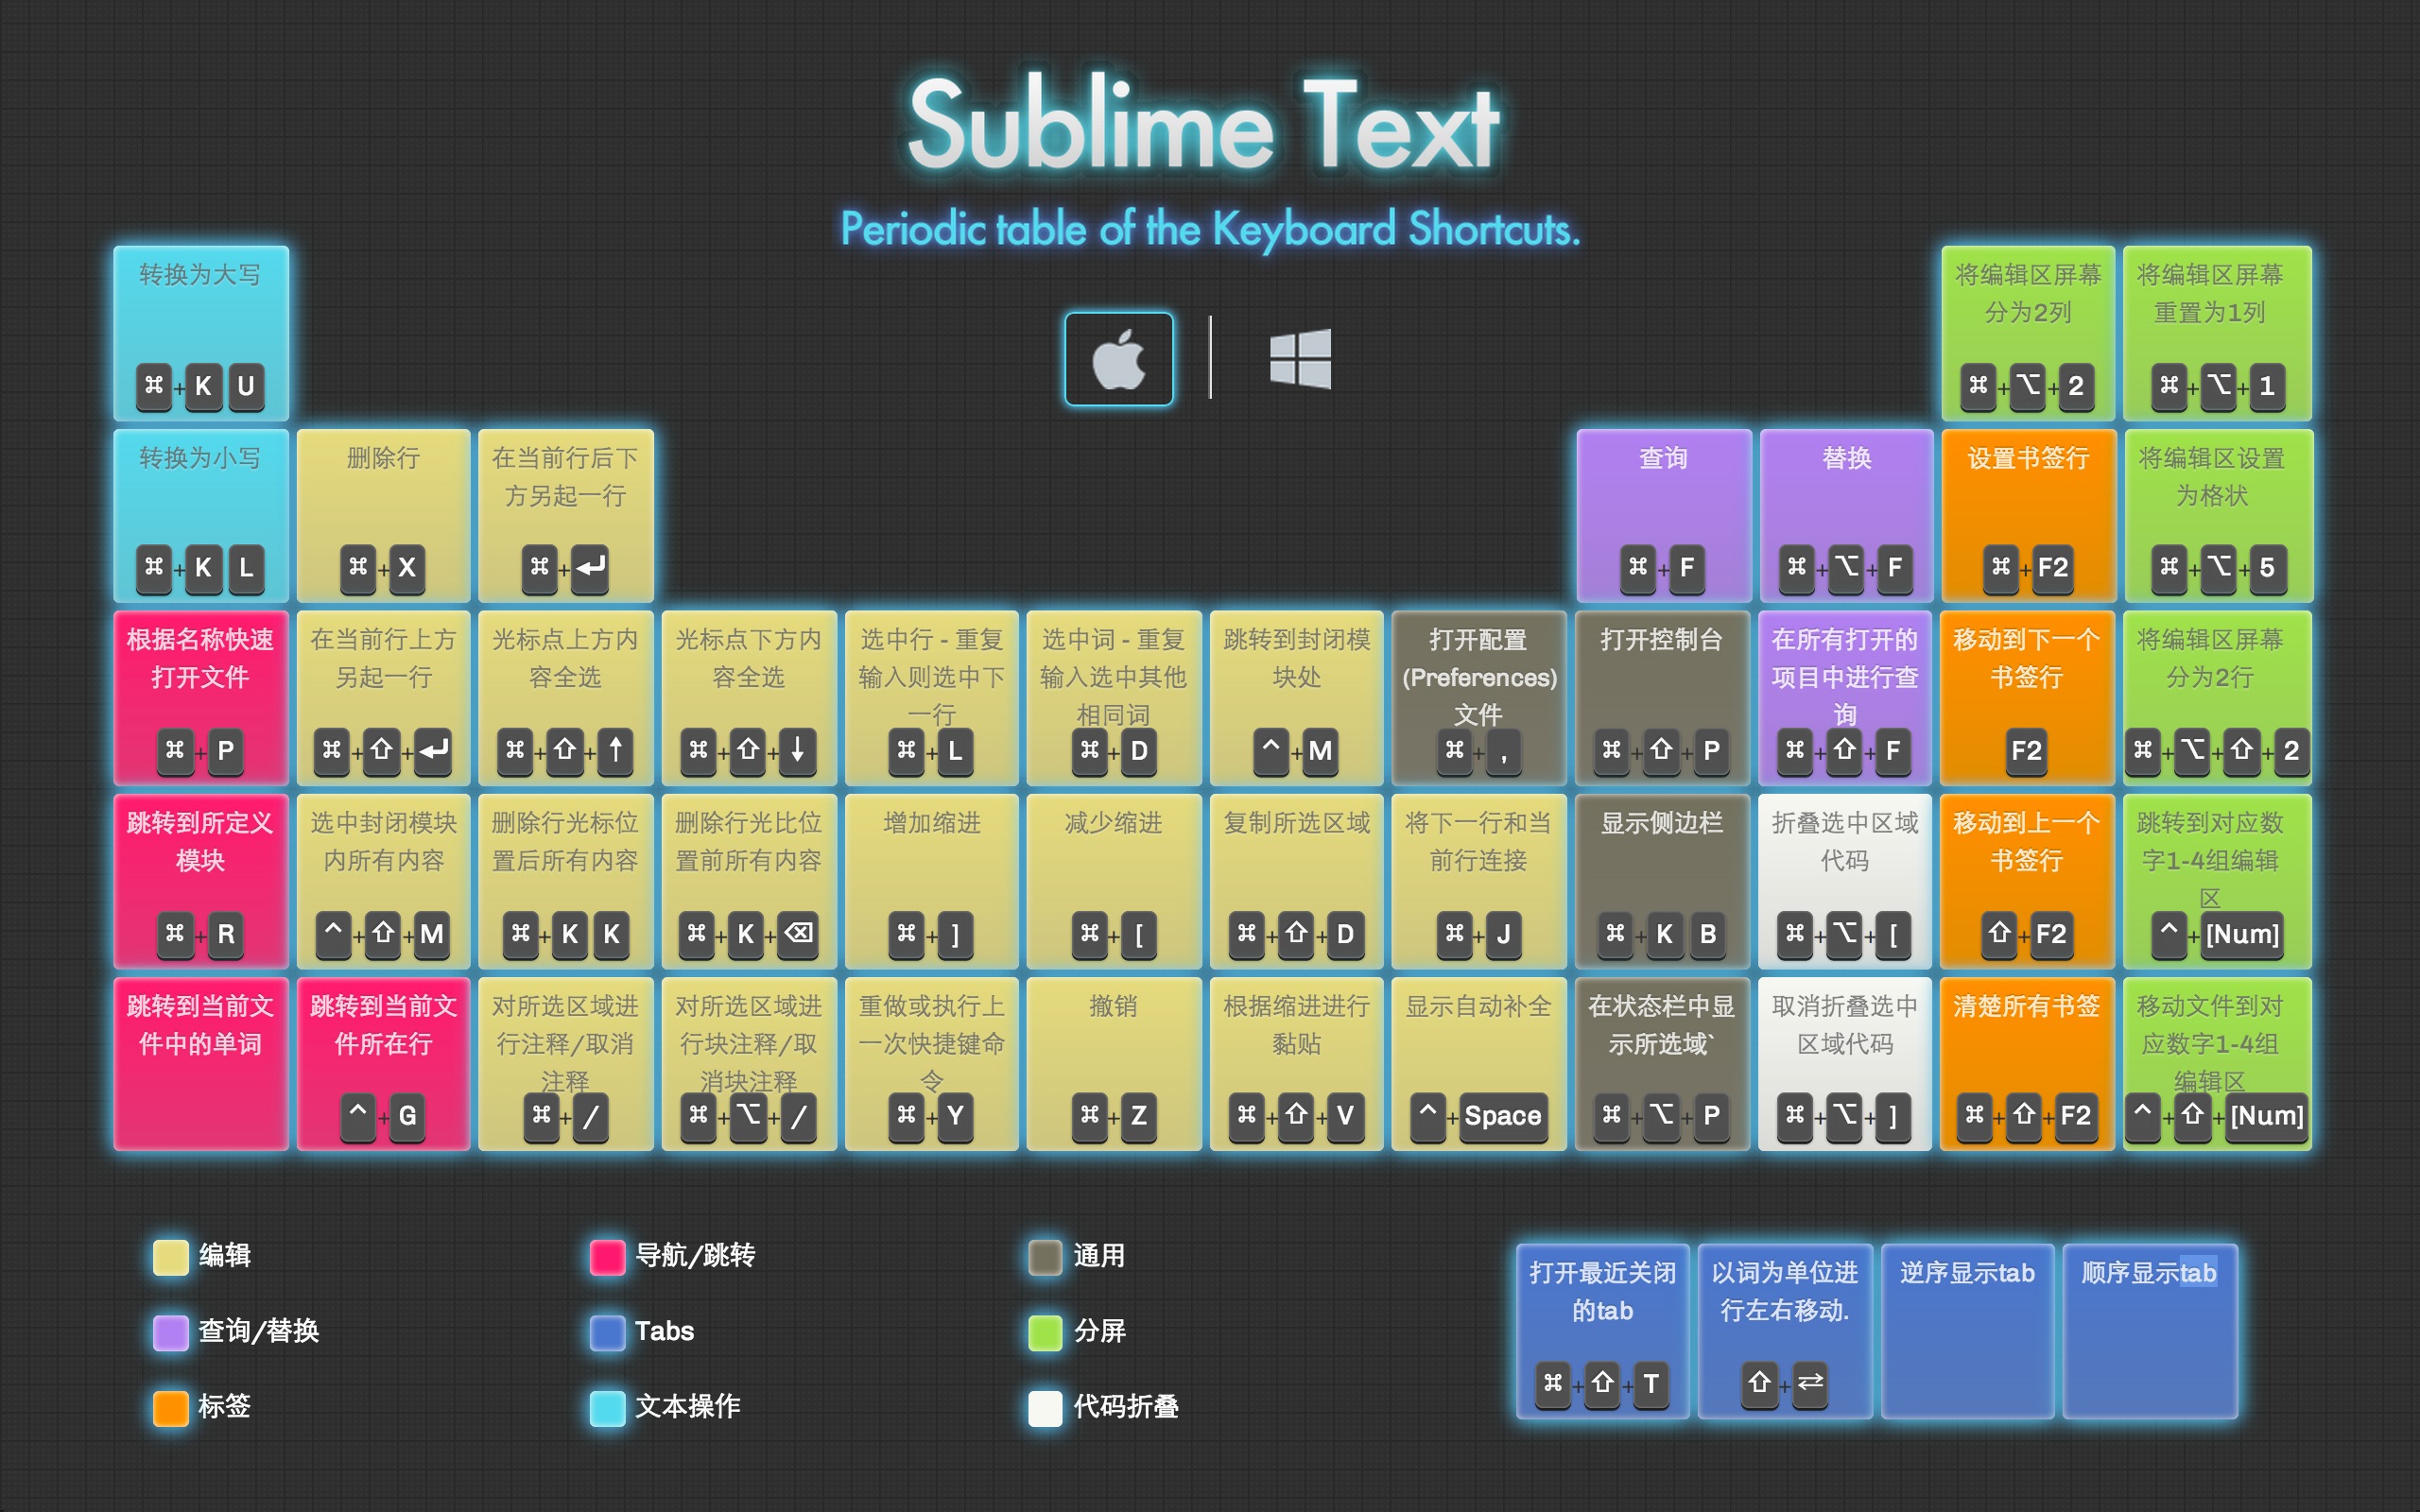 Sublime Text
Periodic table of the Keyboard Shortcuts.
转换为大写
⌘+K U
将编辑区屏幕
分为2列
⌘+⌥+2
将编辑区屏幕
重置为1列
⌘+⌥+1
转换为小写
⌘+K L
删除行
⌘+X
在当前行后下
方另起一行
⌘+↵
查询
⌘+F
替换
⌘+⌥+F
设置书签行
⌘+F2
将编辑区设置
为格状
⌘+⌥+5
根据名称快速
打开文件
⌘+P
在当前行上方
另起一行
⌘+⇧+↵
光标点上方内
容全选
⌘+⇧+↑
光标点下方内
容全选
⌘+⇧+↓
选中行 - 重复
输入则选中下
一行
⌘+L
选中词 - 重复
输入选中其他
相同词
⌘+D
跳转到封闭模
块处
^+M
打开配置
(Preferences)
文件
⌘+,
打开控制台
⌘+⇧+P
在所有打开的
项目中进行查
询
⌘+⇧+F
移动到下一个
书签行
F2
将编辑区屏幕
分为2行
⌘+⌥+⇧+2
跳转到所定义
模块
⌘+R
选中封闭模块
内所有内容
^+⇧+M
删除行光标位
置后所有内容
⌘+K K
删除行光比位
置前所有内容
⌘+K+⌫
增加缩进
⌘+]
减少缩进
⌘+[
复制所选区域
⌘+⇧+D
将下一行和当
前行连接
⌘+J
显示侧边栏
⌘+K B
折叠选中区域
代码
⌘+⌥+[
移动到上一个
书签行
⇧+F2
跳转到对应数
字1-4组编辑
区
^+[Num]
跳转到当前文
件中的单词
跳转到当前文
件所在行
^+G
对所选区域进
行注释/取消
注释
⌘+/
对所选区域进
行块注释/取
消块注释
⌘+⌥+/
重做或执行上
一次快捷键命
令
⌘+Y
撤销
⌘+Z
根据缩进进行
黏贴
⌘+⇧+V
显示自动补全
^+Space
在状态栏中显
示所选域`
⌘+⌥+P
取消折叠选中
区域代码
⌘+⌥+]
清楚所有书签
⌘+⇧+F2
移动文件到对
应数字1-4组
编辑区
^+⇧+[Num]
编辑
导航/跳转
通用
查询/替换
Tabs
分屏
标签
文本操作
代码折叠
打开最近关闭
的tab
⌘+⇧+T
以词为单位进
行左右移动.
⇧+⇄
逆序显示tab
顺序显示tab